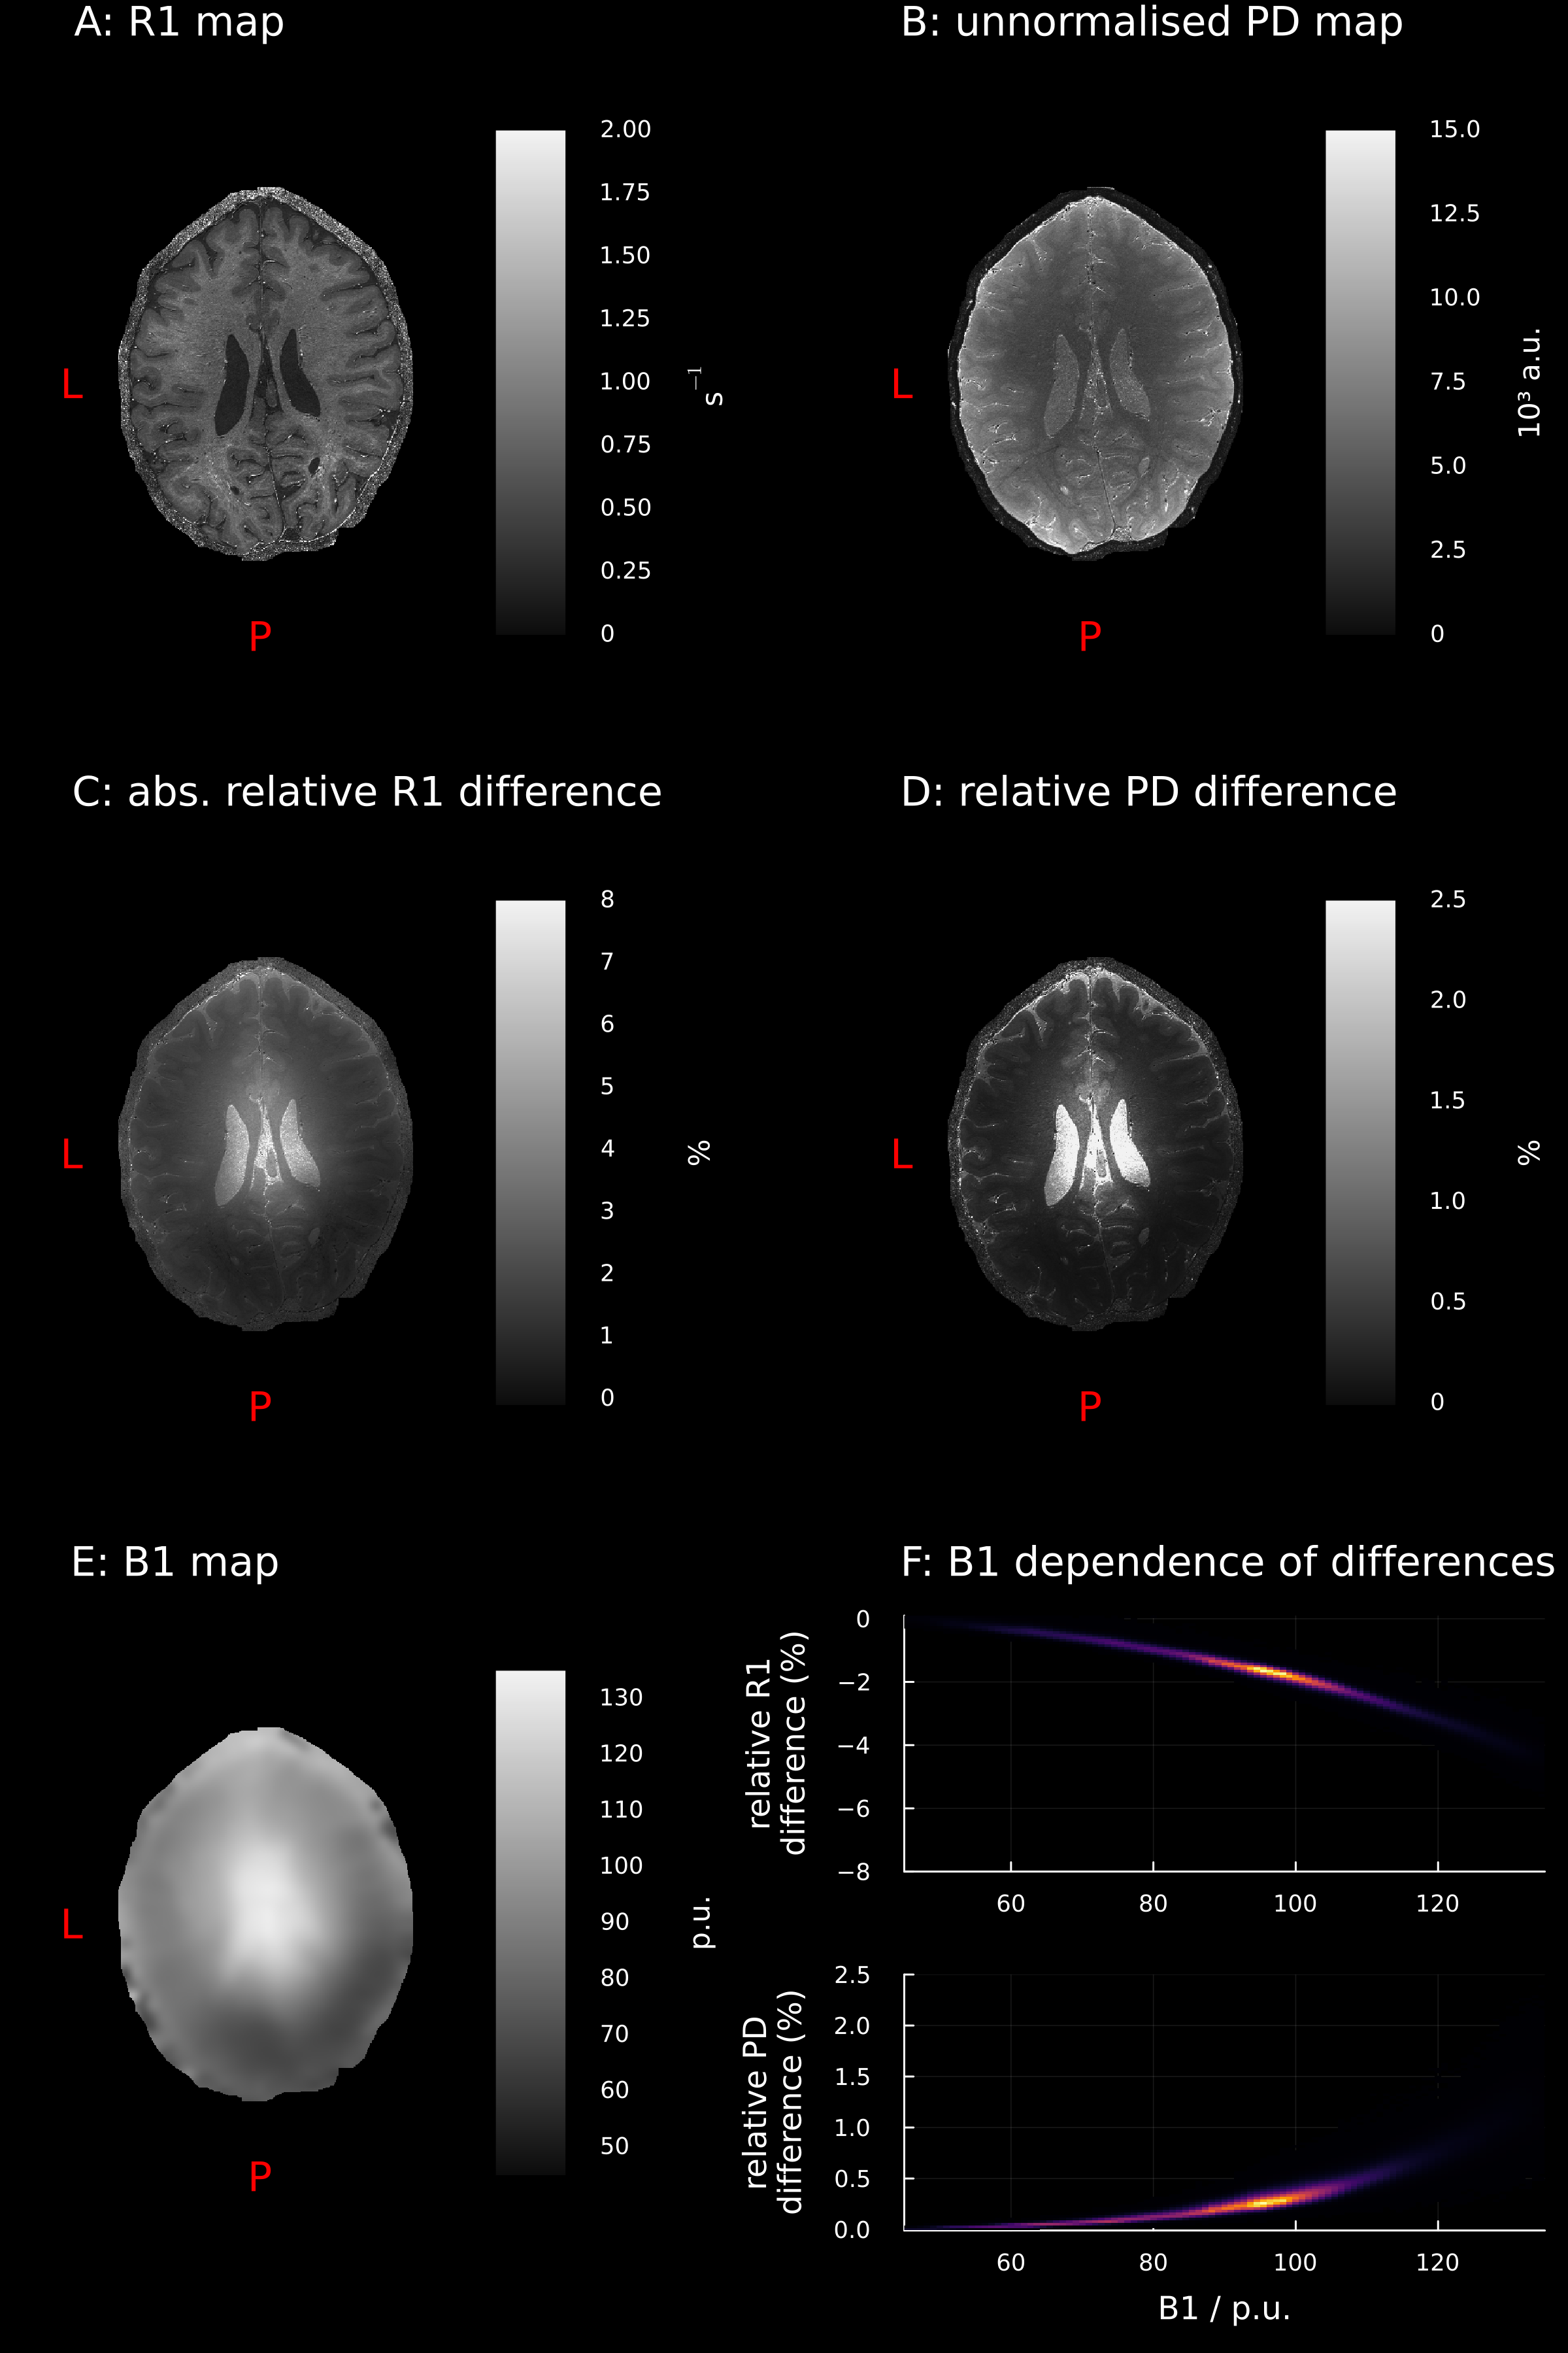 A: R1 map
B: unnormalised PD map
2.00
1.75
1.50
1.25
1.00
0.75
0.50
0.25
0
s⁻¹
L
P
15.0
12.5
10.0
7.5
5.0
2.5
0
10³ a.u.
L
P
C: abs. relative R1 difference
D: relative PD difference
8
7
6
5
4
3
2
1
0
%
L
P
2.5
2.0
1.5
1.0
0.5
0
%
L
P
E: B1 map
F: B1 dependence of differences
130
120
110
100
90
80
70
60
50
p.u.
L
P
relative R1
difference (%)
0
−2
−4
−6
−8
60 80 100 120
relative PD
difference (%)
2.5
2.0
1.5
1.0
0.5
0.0
60 80 100 120
B1 / p.u.